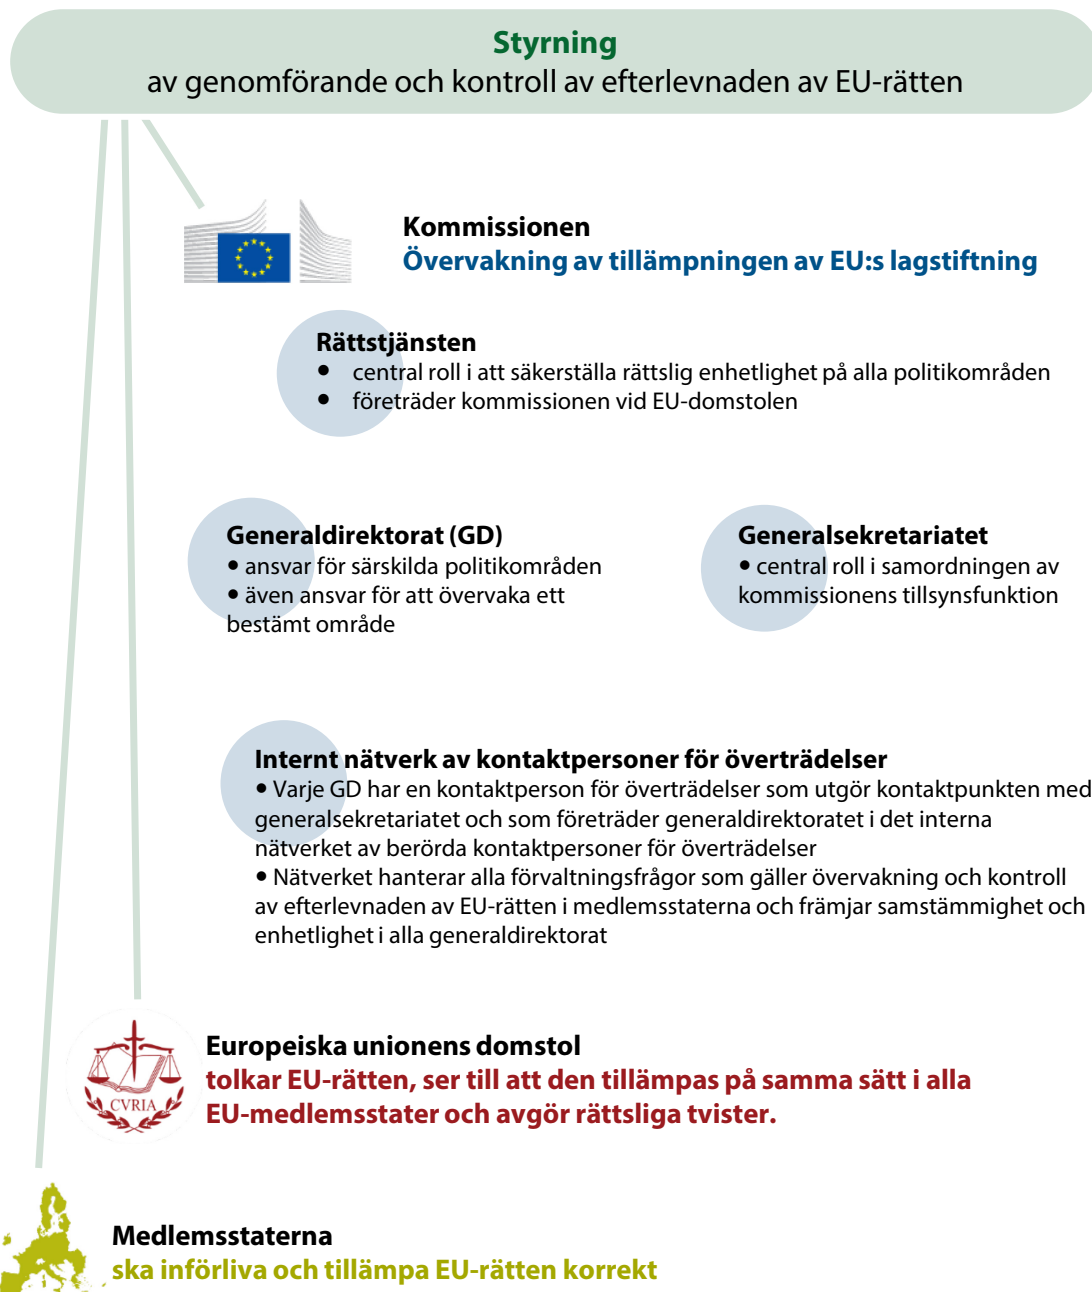 Styrning
av genomförande och kontroll av efterlevnaden av EU-rätten
Kommissionen
Övervakning av tillämpningen av EU:s lagstiftning
Rättstjänsten
• central roll i att säkerställa rättslig enhetlighet på alla politikområden
• företräder kommissionen vid EU-domstolen
Generaldirektorat (GD)
• ansvar för särskilda politikområden
• även ansvar för att övervaka ett
bestämt område
Generalsekretariatet
• central roll i samordningen av
kommissionens tillsynsfunktion
Internt nätverk av kontaktpersoner för överträdelser
• Varje GD har en kontaktperson för överträdelser som utgör kontaktpunkten med
generalsekretariatet och som företräder generaldirektoratet i det interna
nätverket av berörda kontaktpersoner för överträdelser
• Nätverket hanterar alla förvaltningsfrågor som gäller övervakning och kontroll
av efterlevnaden av EU-rätten i medlemsstaterna och främjar samstämmighet och
enhetlighet i alla generaldirektorat
CVRIA
Europeiska unionens domstol
tolkar EU-rätten, ser till att den tillämpas på samma sätt i alla
EU-medlemsstater och avgör rättsliga tvister.
Medlemsstaterna
ska införliva och tillämpa EU-rätten korrekt